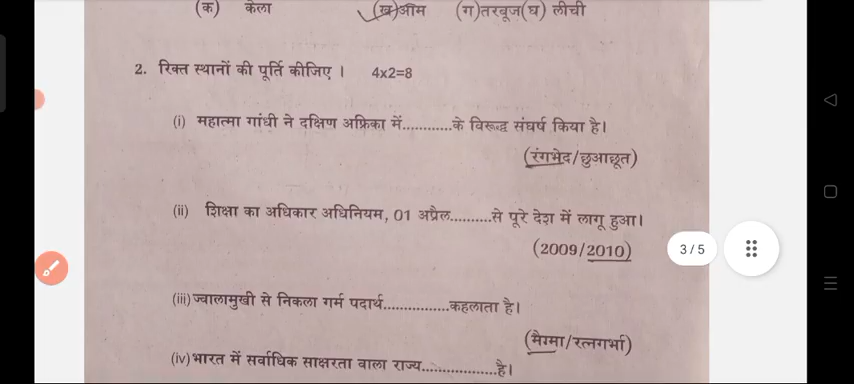 (क) केला (ख)आम (ग)तरबूज(घ) लीची
2. रिक्त स्थानों की पूर्ति कीजिए । 4x2=8
(i) महात्मा गांधी ने दक्षिण अफ्रिका में............के विरूद्ध संघर्ष किया है।
(रंगभेद/छुआछूत)
(ii) शिक्षा का अधिकार अधिनियम, 01 अप्रैल..........से पूरे देश में लागू हुआ।
(2009/2010)
3/5
(iii) ज्वालामुखी से निकला गर्म पदार्थ................कहलाता है।
(मैग्मा/रत्नगर्भा)
(iv) भारत में सर्वाधिक साक्षरता वाला राज्य..................है।